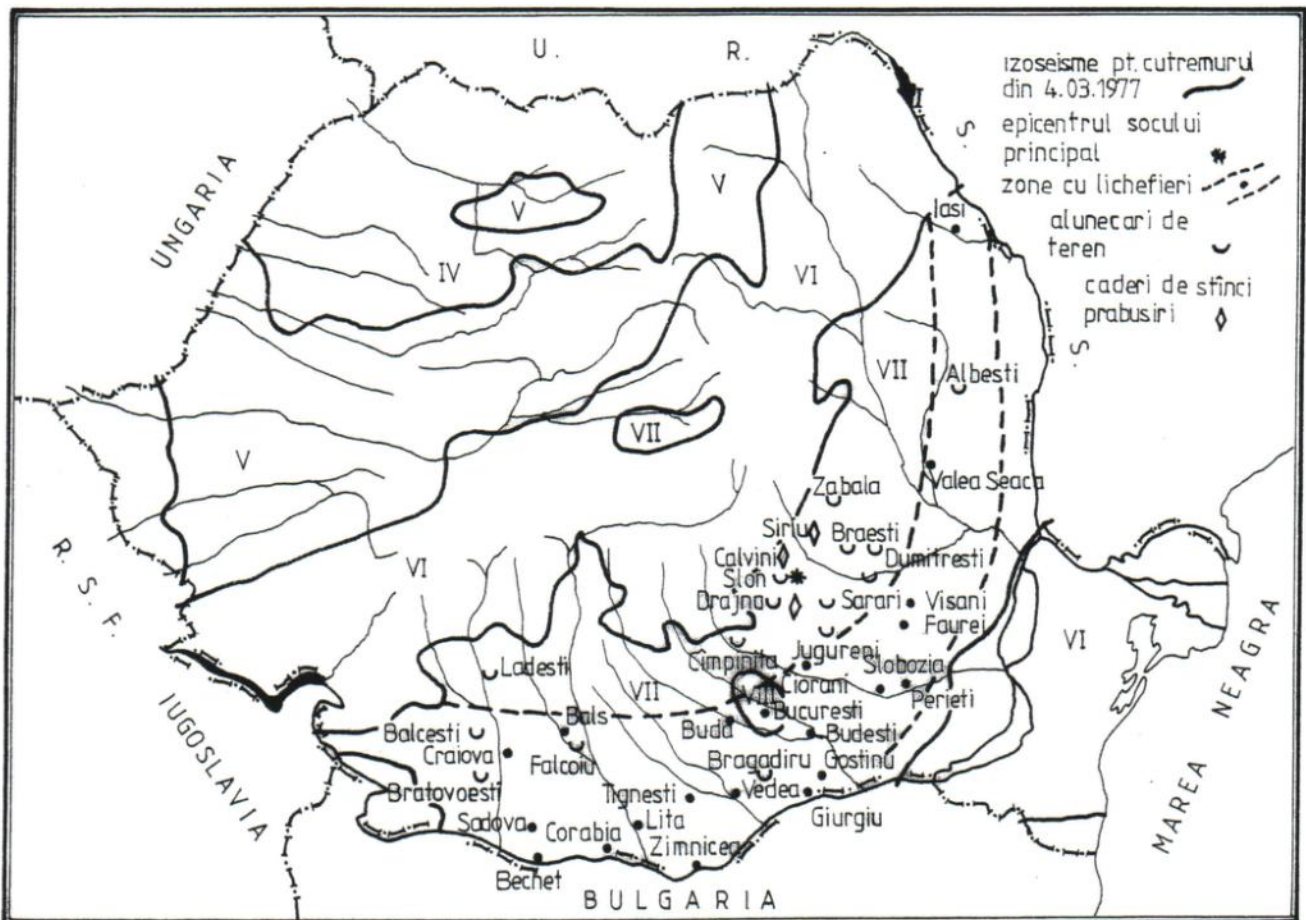 U. R.
S.
S.
izoseisme pt. cutremurul
din 4.03.1977
epicentrul socului
principal
zone cu lichefieri
alunecari de
teren
caderi de stinci
prabusiri
UNGARIA
V
V
IV
VI
Iasi
VII
Albesti
VII
V
Valea Seaca
Zabala
Siriu
Braesti
Calvini
Dumitresti
Slon
VI
Drajna
Sarari
Visani
Faurei
R. S. F.
IUGOSLAVIA
VI
MAREA NEAGRA
Ladesti
Cimpinita
Jugureni
Slobozia
VII
VIII
Ciorani
Perieti
Bals
Bucuresti
Balcesti
Buda
Budesti
Craiova
Falcoiu
Bragadiru
Gostinu
Bratovoesti
Tignesti
Vedea
Giurgiu
Sadova
Corabia
Lita
Zimnicea
Bechet
BULGARIA